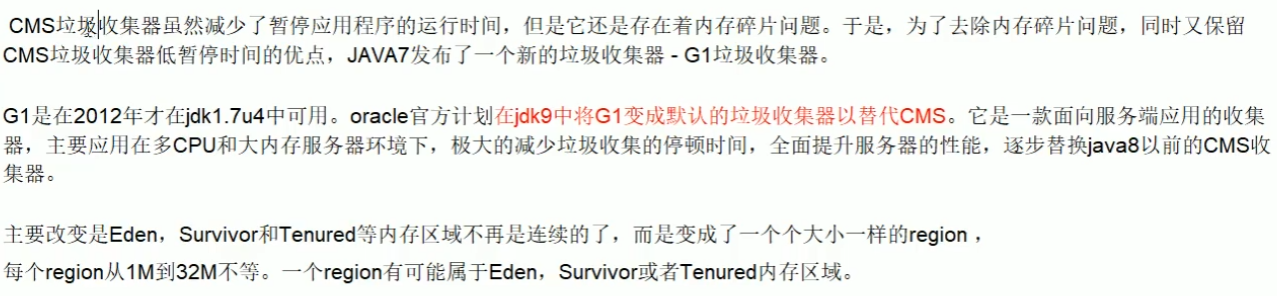 CMS垃圾收集器虽然减少了暂停应用程序的运行时间，但是它还是存在着内存碎片问题。于是，为了去除内存碎片问题，同时又保留
CMS垃圾收集器低暂停时间的优点，JAVA7发布了一个新的垃圾收集器 - G1垃圾收集器。
G1是在2012年才在jdk1.7u4中可用。oracle官方计划在jdk9中将G1变成默认的垃圾收集器以替代CMS。它是一款面向服务端应用的收集
器，主要应用在多CPU和大内存服务器环境下，极大的减少垃圾收集的停顿时间，全面提升服务器的性能，逐步替换java8以前的CMS收
集器。
主要改变是Eden，Survivor和Tenured等内存区域不再是连续的了，而是变成了一个个大小一样的region ，
每个region从1M到32M不等。一个region有可能属于Eden，Survivor或者Tenured内存区域。